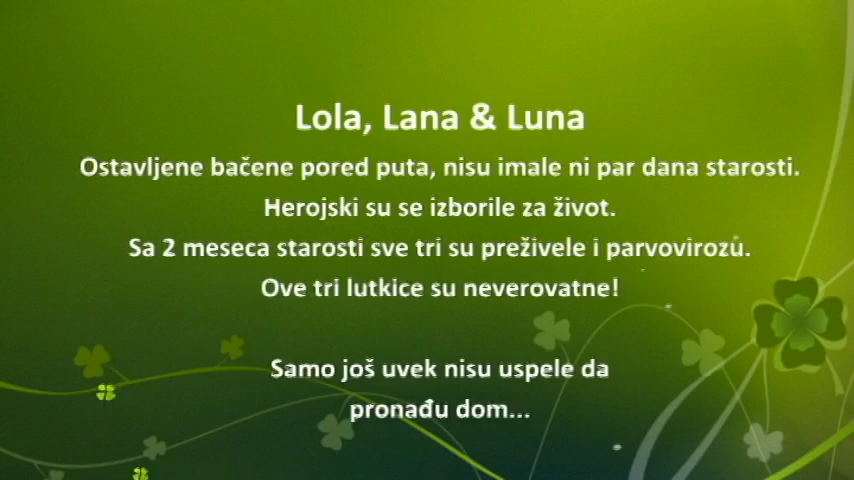 Lola, Lana & Luna
Ostavljene bačene pored puta, nisu imale ni par dana starosti.
Herojski su se izborile za život.
Sa 2 meseca starosti sve tri su preživele i parvovirozu.
Ove tri lutkice su neverovatne!
Samo još uvek nisu uspele da
pronađu dom...